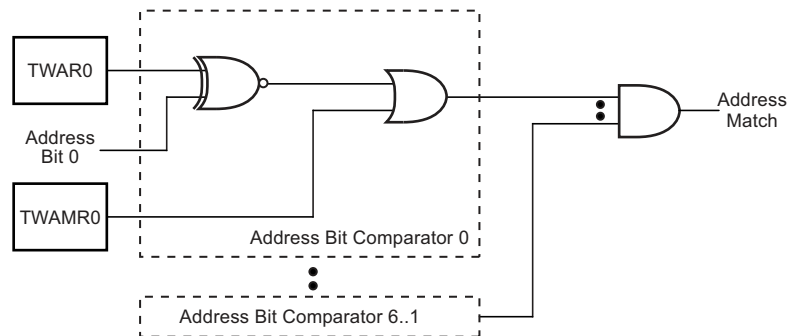 TWAR0
Address
Bit 0
Address
Match
TWAMR0
Address Bit Comparator 0
Address Bit Comparator 6..1